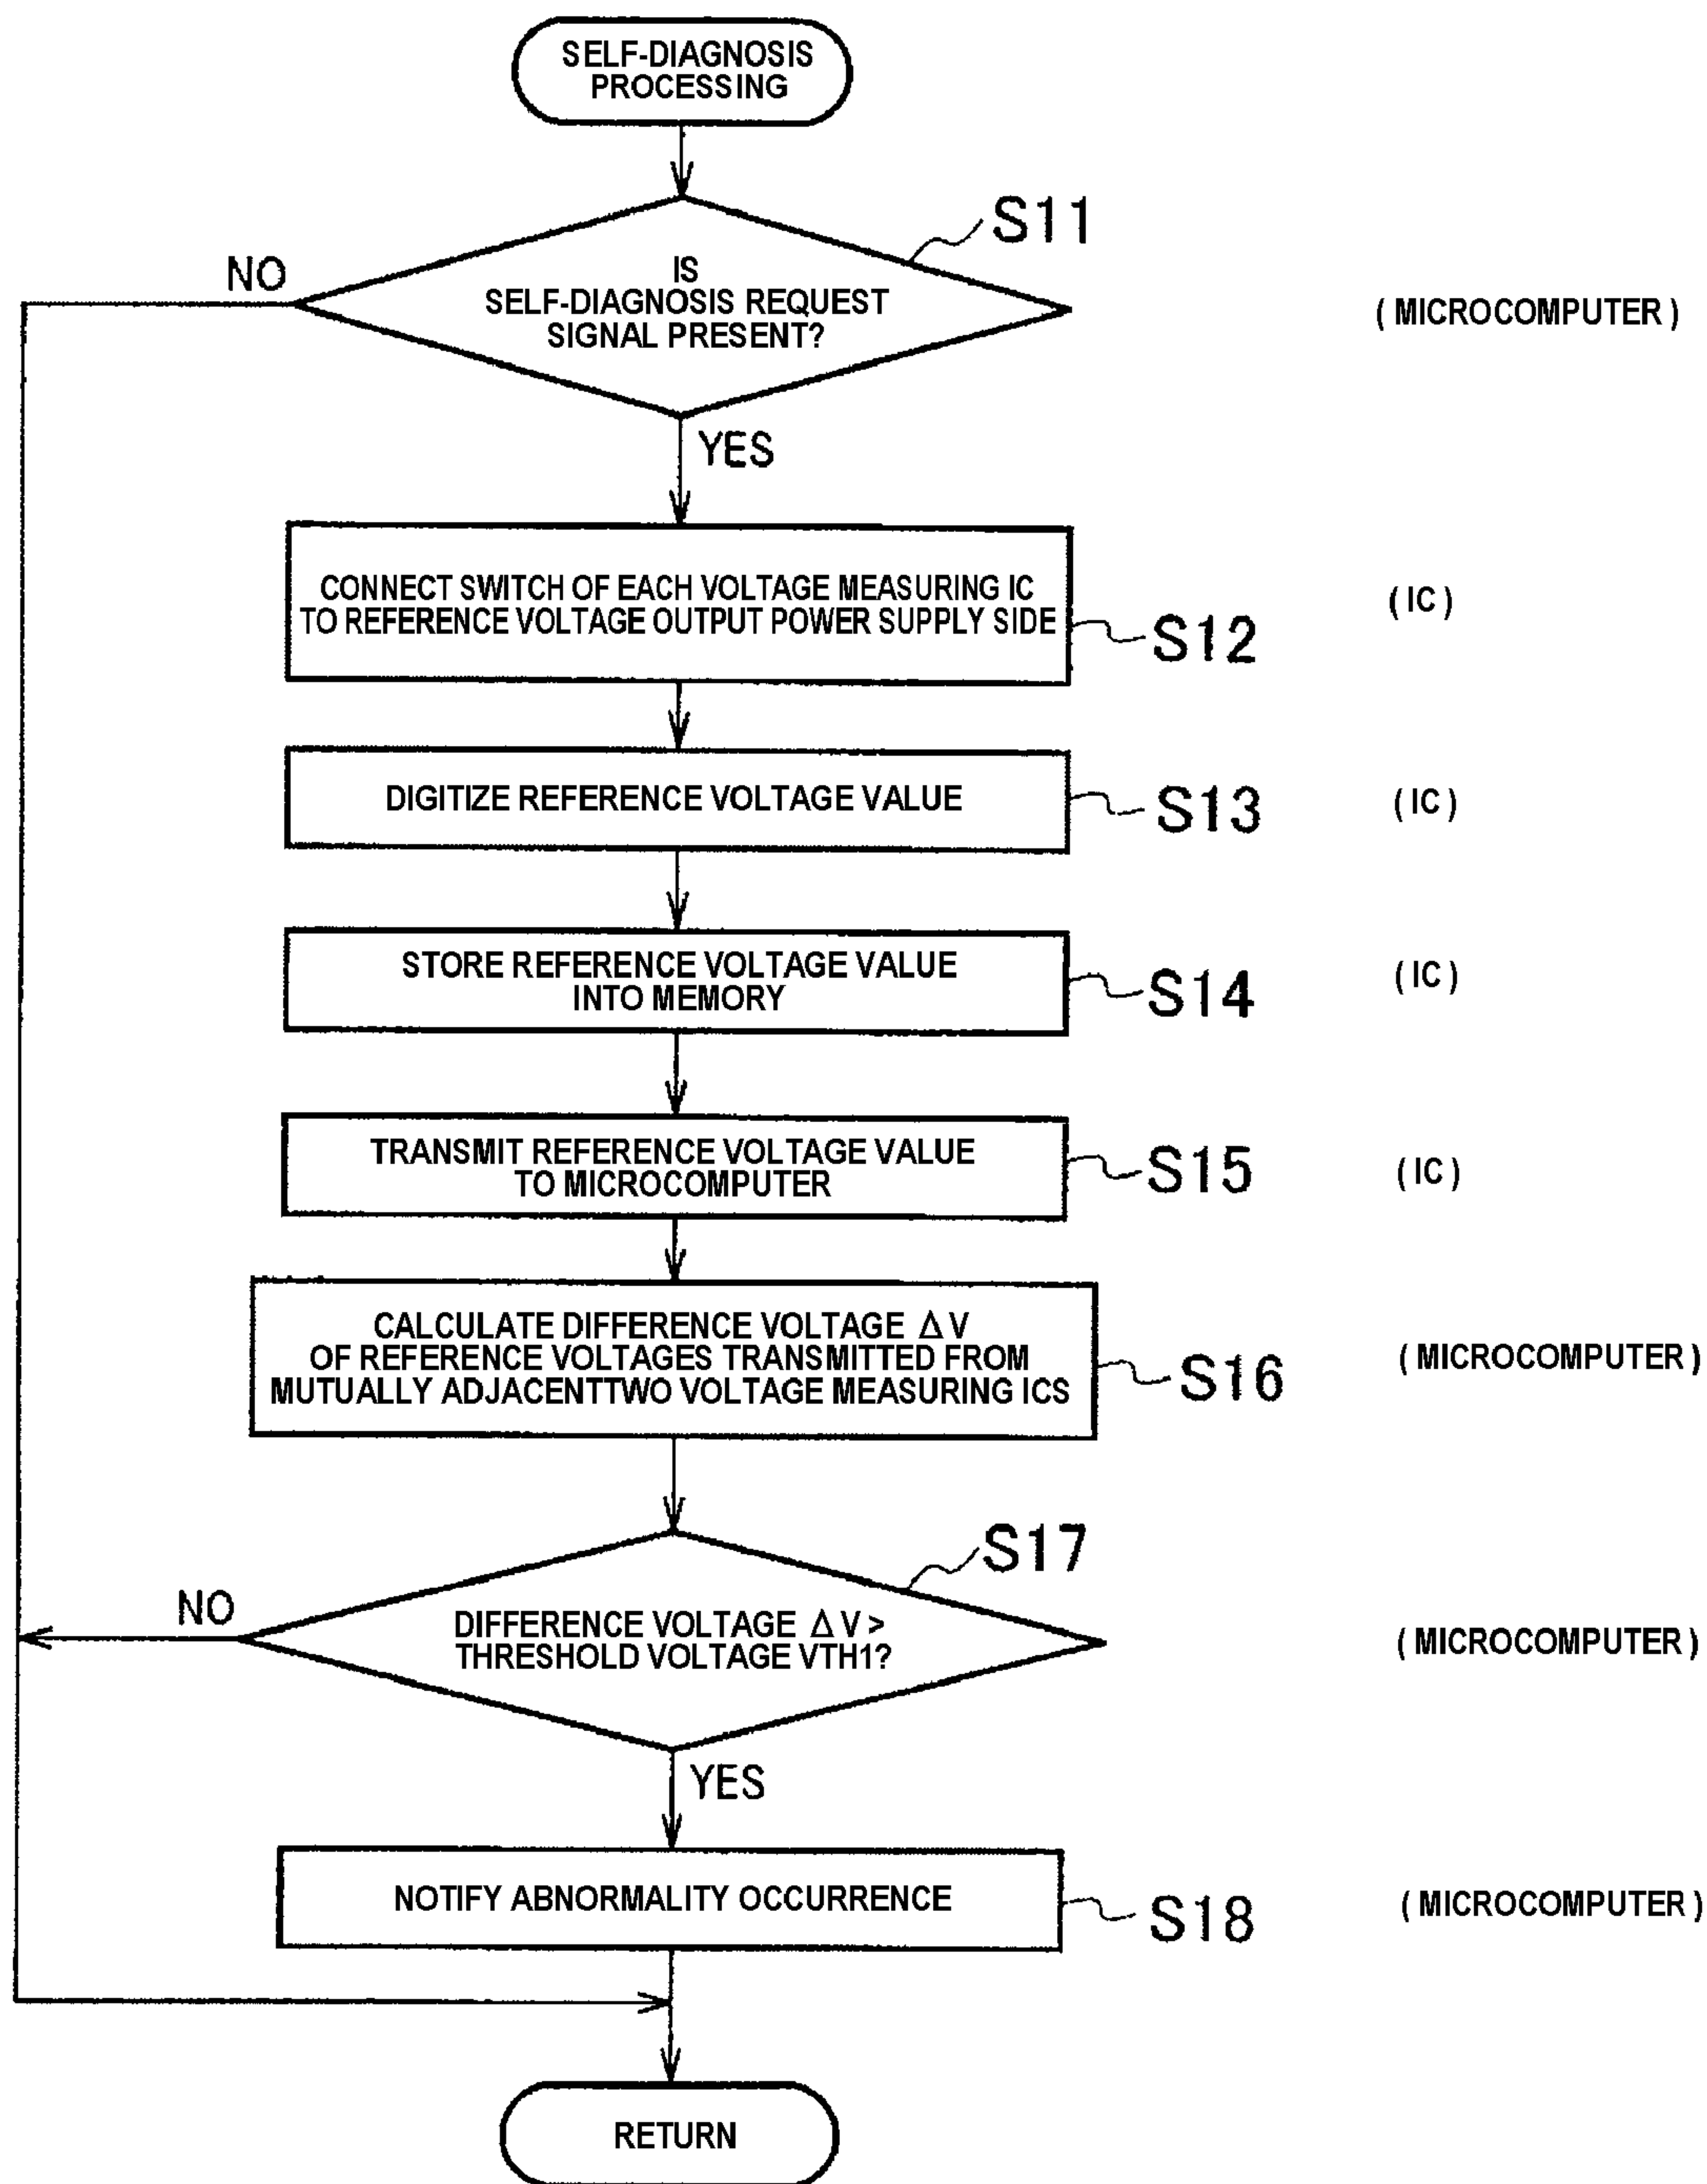 SELF-DIAGNOSIS
PROCESSING
S11
NO
IS
SELF-DIAGNOSIS REQUEST
SIGNAL PRESENT?
(MICROCOMPUTER)
YES
CONNECT SWITCH OF EACH VOLTAGE MEASURING IC
TO REFERENCE VOLTAGE OUTPUT POWER SUPPLY SIDE
S12
(IC)
DIGITIZE REFERENCE VOLTAGE VALUE
S13
(IC)
STORE REFERENCE VOLTAGE VALUE
INTO MEMORY
S14
(IC)
TRANSMIT REFERENCE VOLTAGE VALUE
TO MICROCOMPUTER
S15
(IC)
CALCULATE DIFFERENCE VOLTAGE ΔV
OF REFERENCE VOLTAGES TRANSMITTED FROM
MUTUALLY ADJACENTTWO VOLTAGE MEASURING ICS
S16
(MICROCOMPUTER)
S17
NO
DIFFERENCE VOLTAGE ΔV >
THRESHOLD VOLTAGE VTH1?
(MICROCOMPUTER)
YES
NOTIFY ABNORMALITY OCCURRENCE
S18
(MICROCOMPUTER)
RETURN